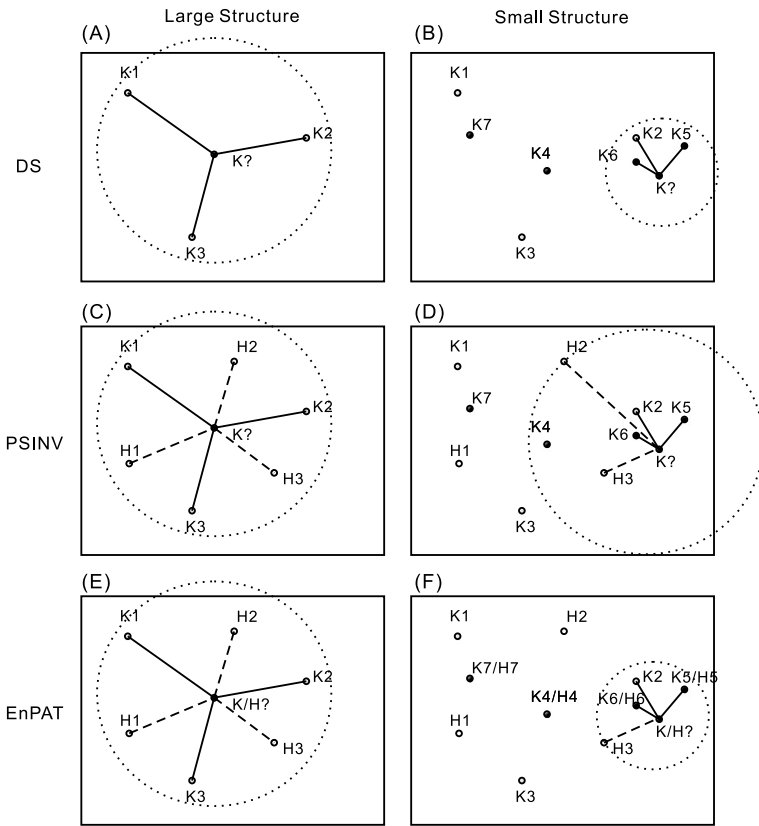 Large Structure
Small Structure
(A)
(B)
K1
K2
K?
K3
DS
K1
K7
K4
K2
K5
K6
K?
K3
(C)
(D)
K1
H2
K2
K?
H1
H3
K3
PSINV
K1
H2
K7
K2
K5
K4
K6
K?
H1
H3
K3
(E)
(F)
K1
H2
K2
K/H?
H1
H3
K3
EnPAT
K1
H2
K7/H7
K2
K5/H5
K4/H4
K6/H6
K/H?
H1
H3
K3